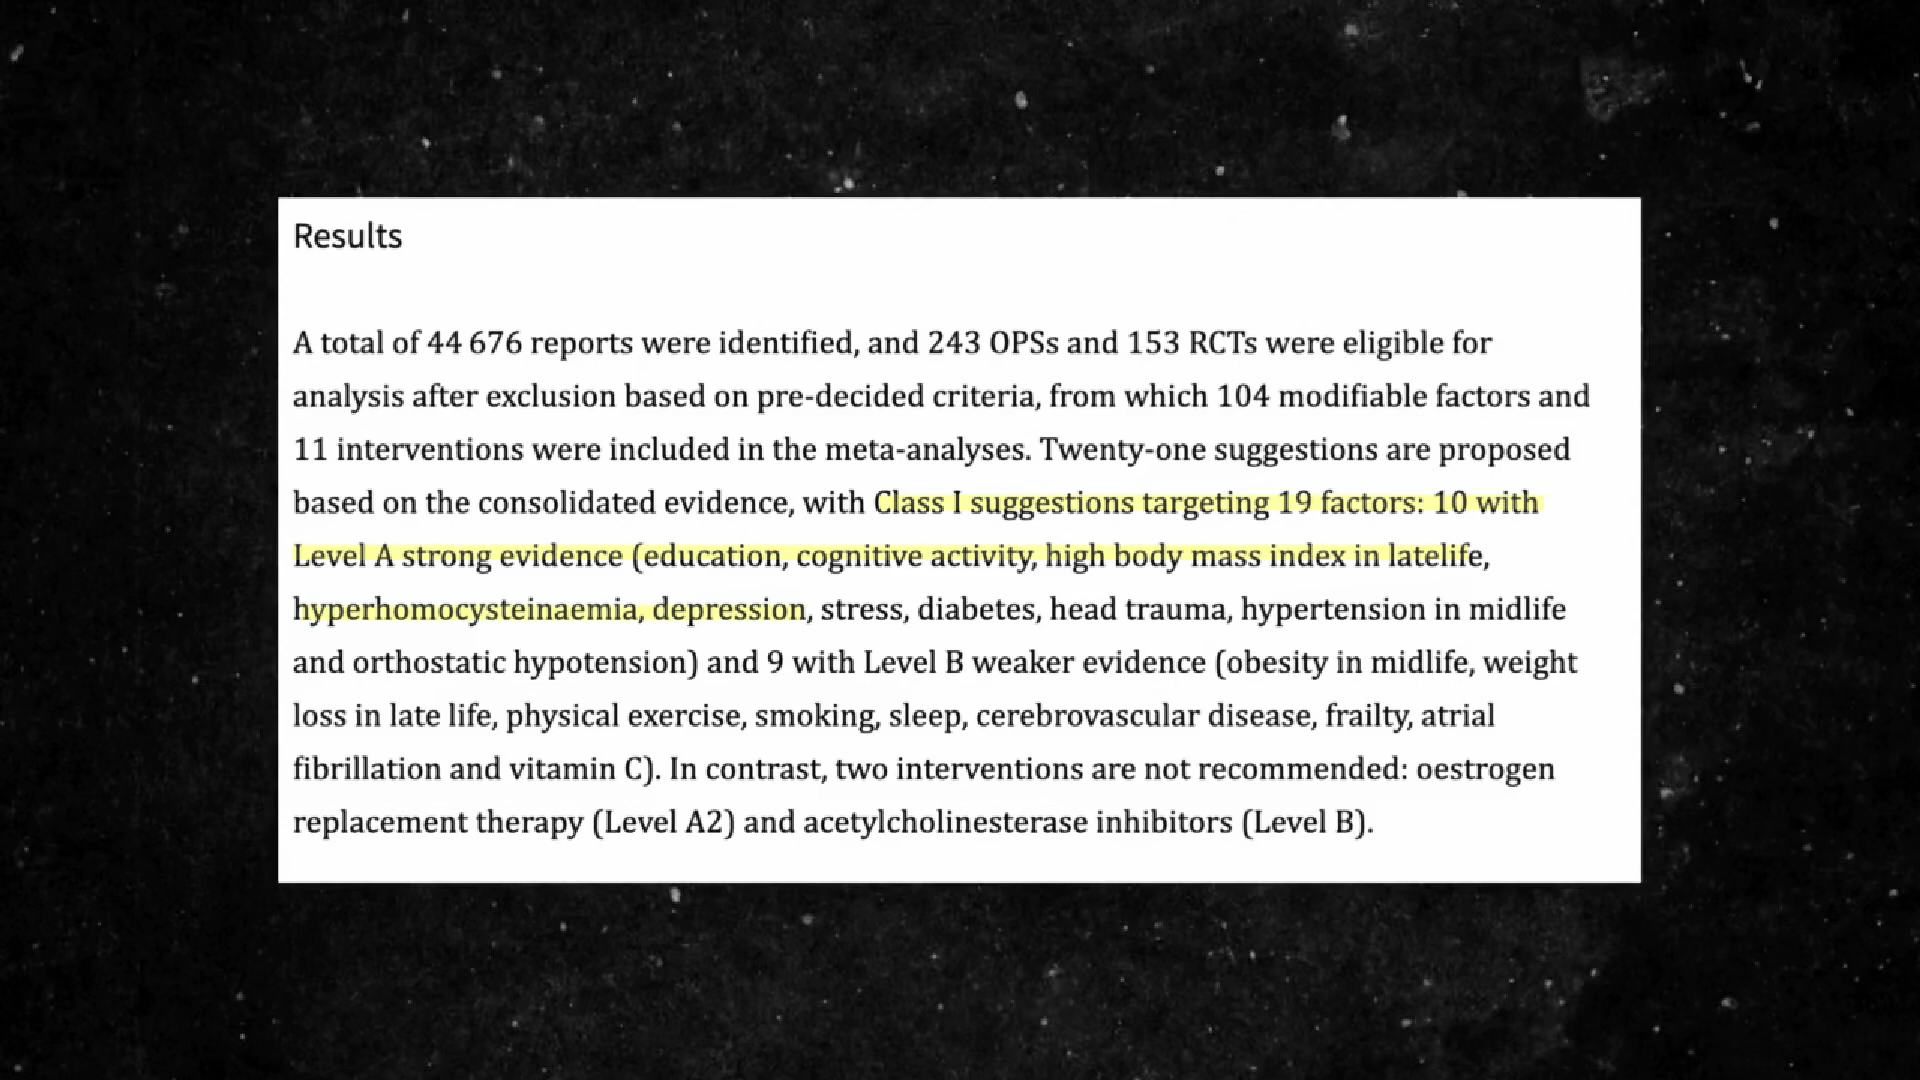 Results
A total of 44 676 reports were identified, and 243 OPSs and 153 RCTs were eligible for
analysis after exclusion based on pre-decided criteria, from which 104 modifiable factors and
11 interventions were included in the meta-analyses. Twenty-one suggestions are proposed
based on the consolidated evidence, with Class I suggestions targeting 19 factors: 10 with
Level A strong evidence (education, cognitive activity, high body mass index in latelife,
hyperhomocysteinaemia, depression, stress, diabetes, head trauma, hypertension in midlife
and orthostatic hypotension) and 9 with Level B weaker evidence (obesity in midlife, weight
loss in late life, physical exercise, smoking, sleep, cerebrovascular disease, frailty, atrial
fibrillation and vitamin C). In contrast, two interventions are not recommended: oestrogen
replacement therapy (Level A2) and acetylcholinesterase inhibitors (Level B).